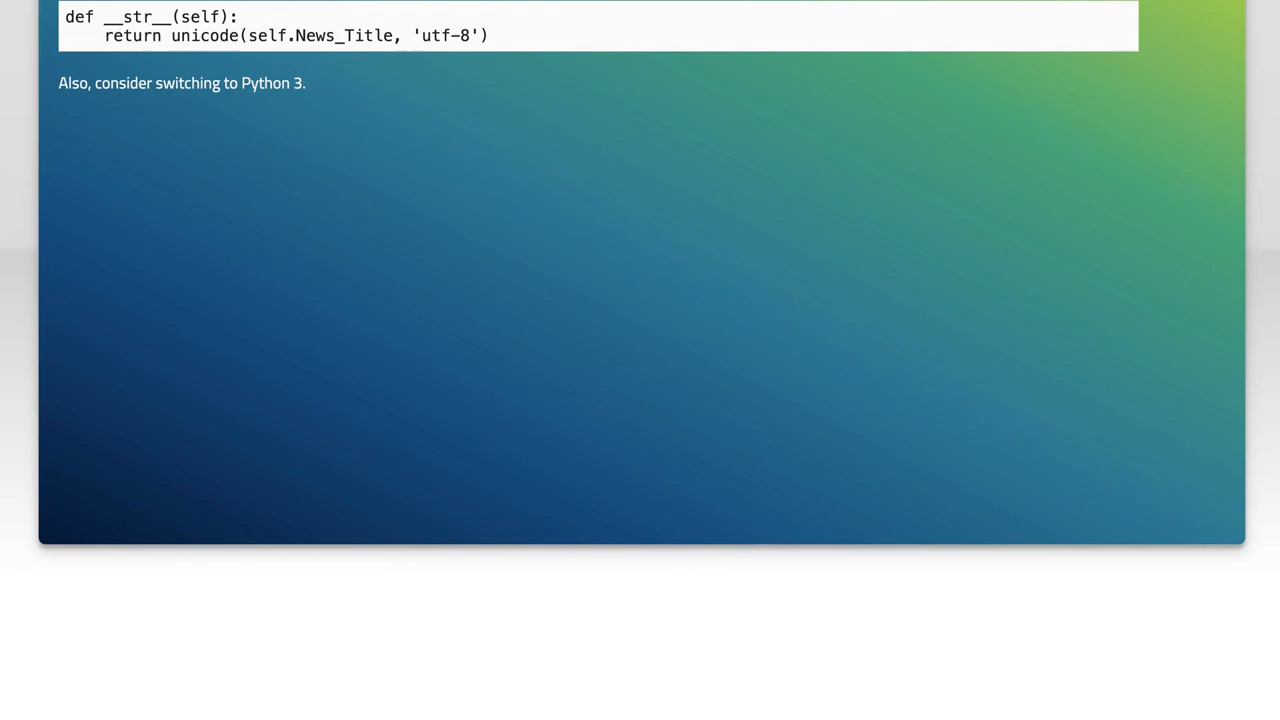 def __str__(self):
    return unicode(self.News_Title, 'utf-8')
Also, consider switching to Python 3.